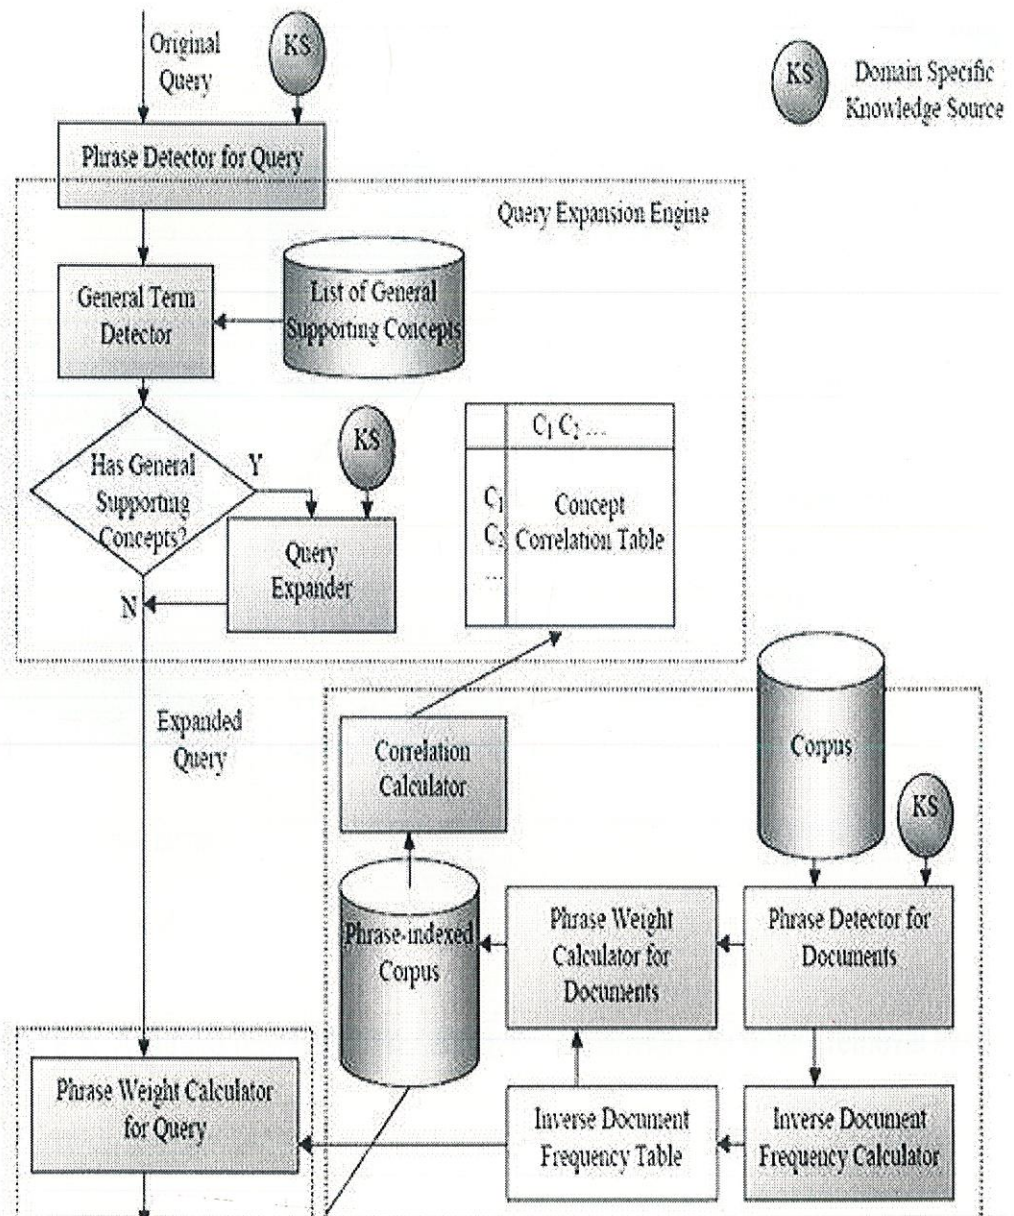 Original
Query
KS
KS
Domain Specific
Knowledge Source
Phrase Detector for Query
Query Expansion Engine
General Term
Detector
List of General
Supporting Concepts
Has General
Supporting
Concepts?
Y
KS
N
Query
Expander
C₁ C₂ ...
C₁
C₂
...
Concept
Correlation Table
Expanded
Query
Correlation
Calculator
Corpus
KS
Phrase-indexed
Corpus
Phrase Weight
Calculator for
Documents
Phrase Detector for
Documents
Phrase Weight Calculator
for Query
Inverse Document
Frequency Table
Inverse Document
Frequency Calculator